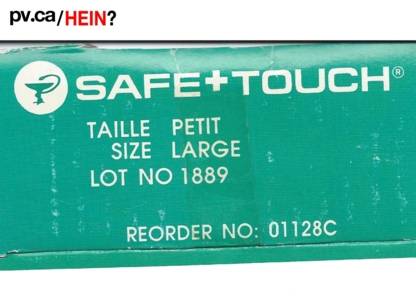 pv.ca/HEIN?
SAFE+TOUCH®
TAILLE PETIT
SIZE LARGE
LOT NO 1889
REORDER NO: 01128C